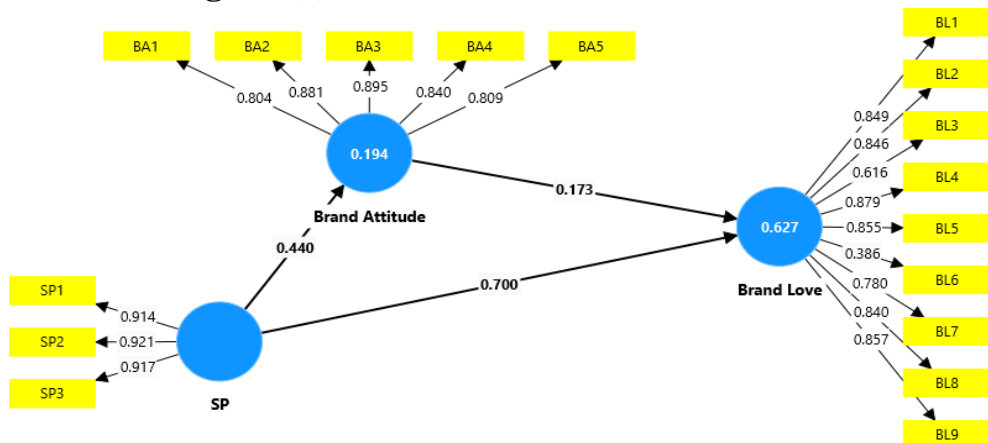 BA1 BA2 BA3 BA4 BA5
0.804 0.881 0.895 0.840 0.809
0.194
Brand Attitude
0.440
0.173
0.700
SP1
SP2
SP3
0.914
0.921
0.917
SP
0.627
Brand Love
0.849
0.846
0.616
0.879
0.855
0.386
0.780
0.840
0.857
BL1
BL2
BL3
BL4
BL5
BL6
BL7
BL8
BL9